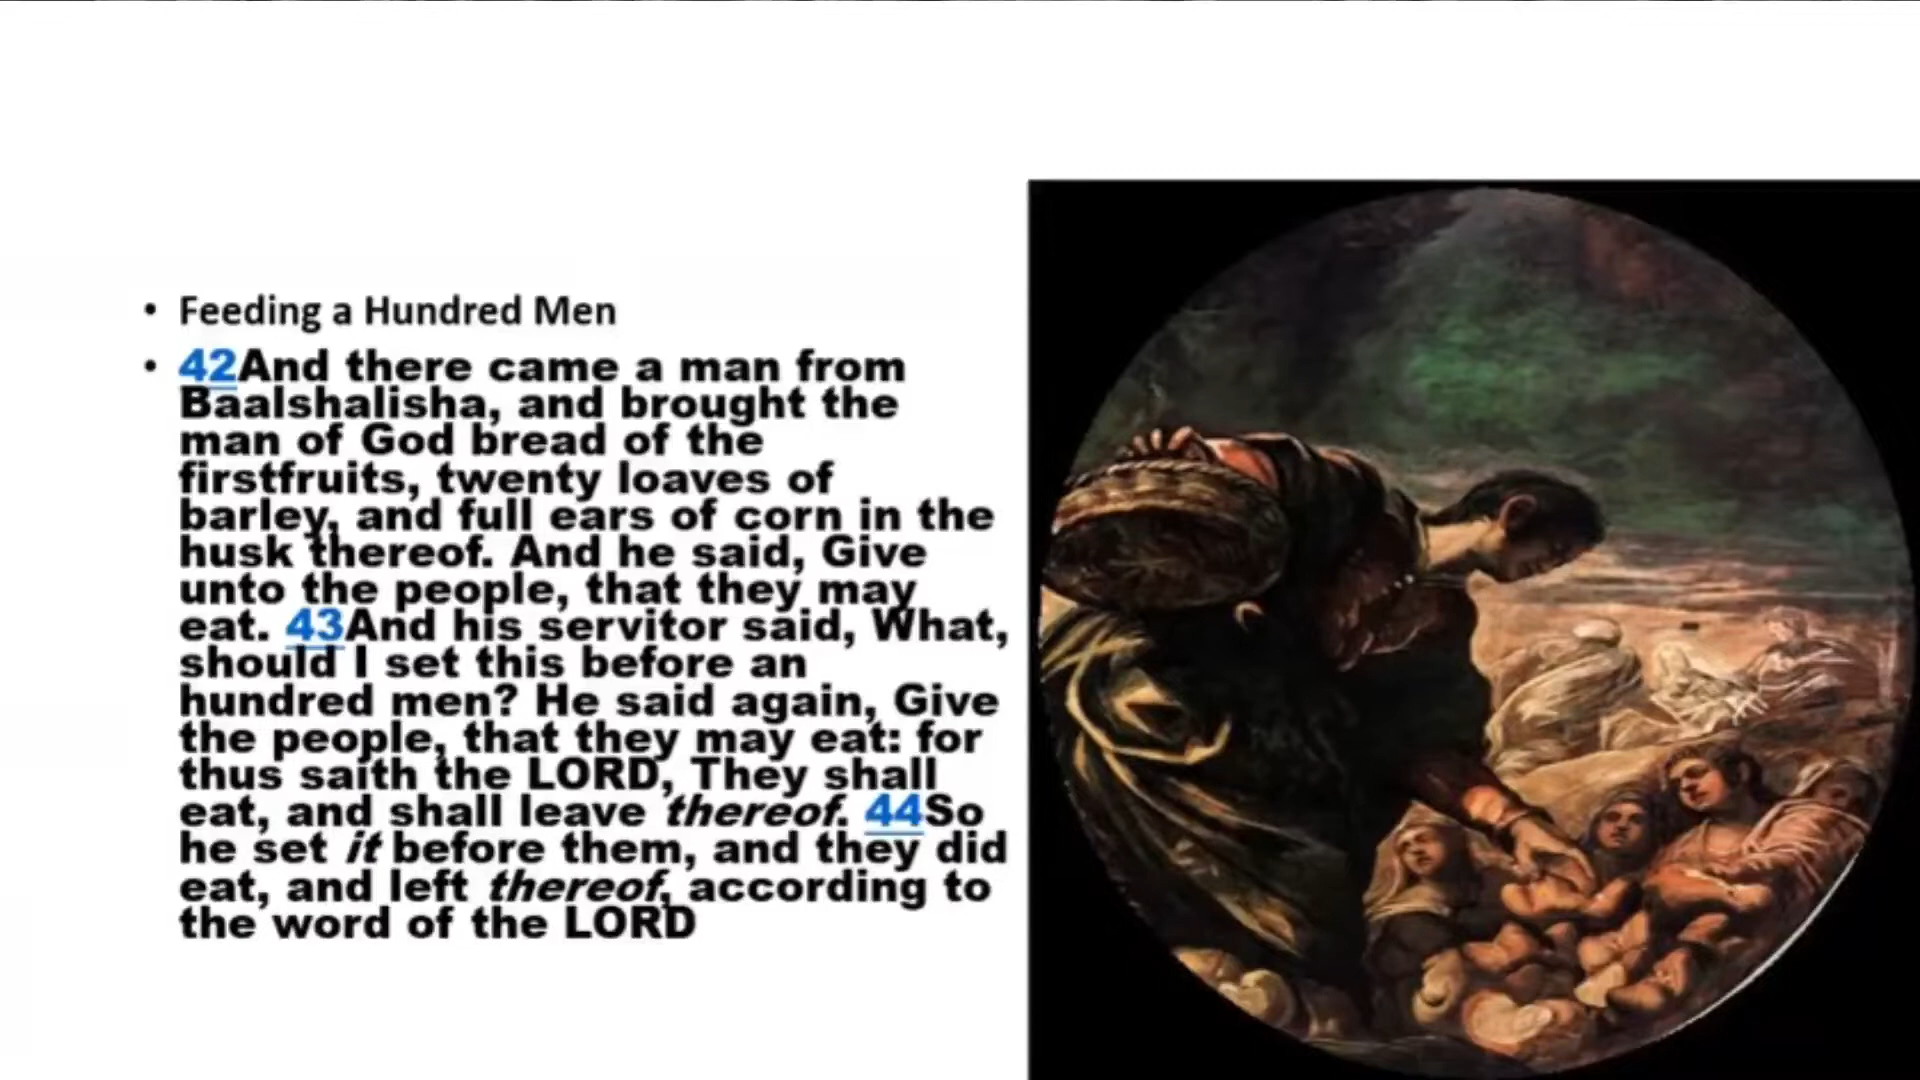 • Feeding a Hundred Men
• 42And there came a man from
Baalshalisha, and brought the
man of God bread of the
firstfruits, twenty loaves of
barley, and full ears of corn in the
husk thereof. And he said, Give
unto the people, that they may
eat. 43And his servitor said, What,
should I set this before an
hundred men? He said again, Give
the people, that they may eat: for
thus saith the LORD, They shall
eat, and shall leave thereof. 44So
he set it before them, and they did
eat, and left thereof, according to
the word of the LORD